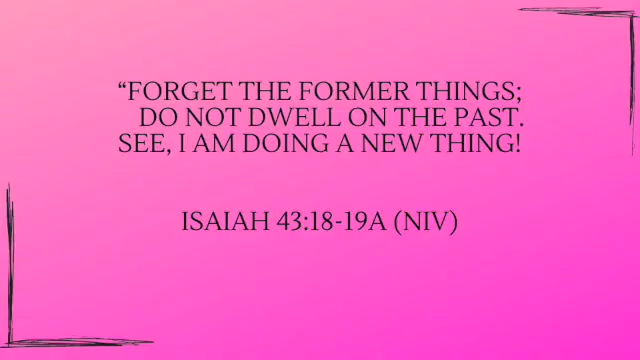 “FORGET THE FORMER THINGS;
DO NOT DWELL ON THE PAST.
SEE, I AM DOING A NEW THING!
ISAIAH 43:18-19A (NIV)